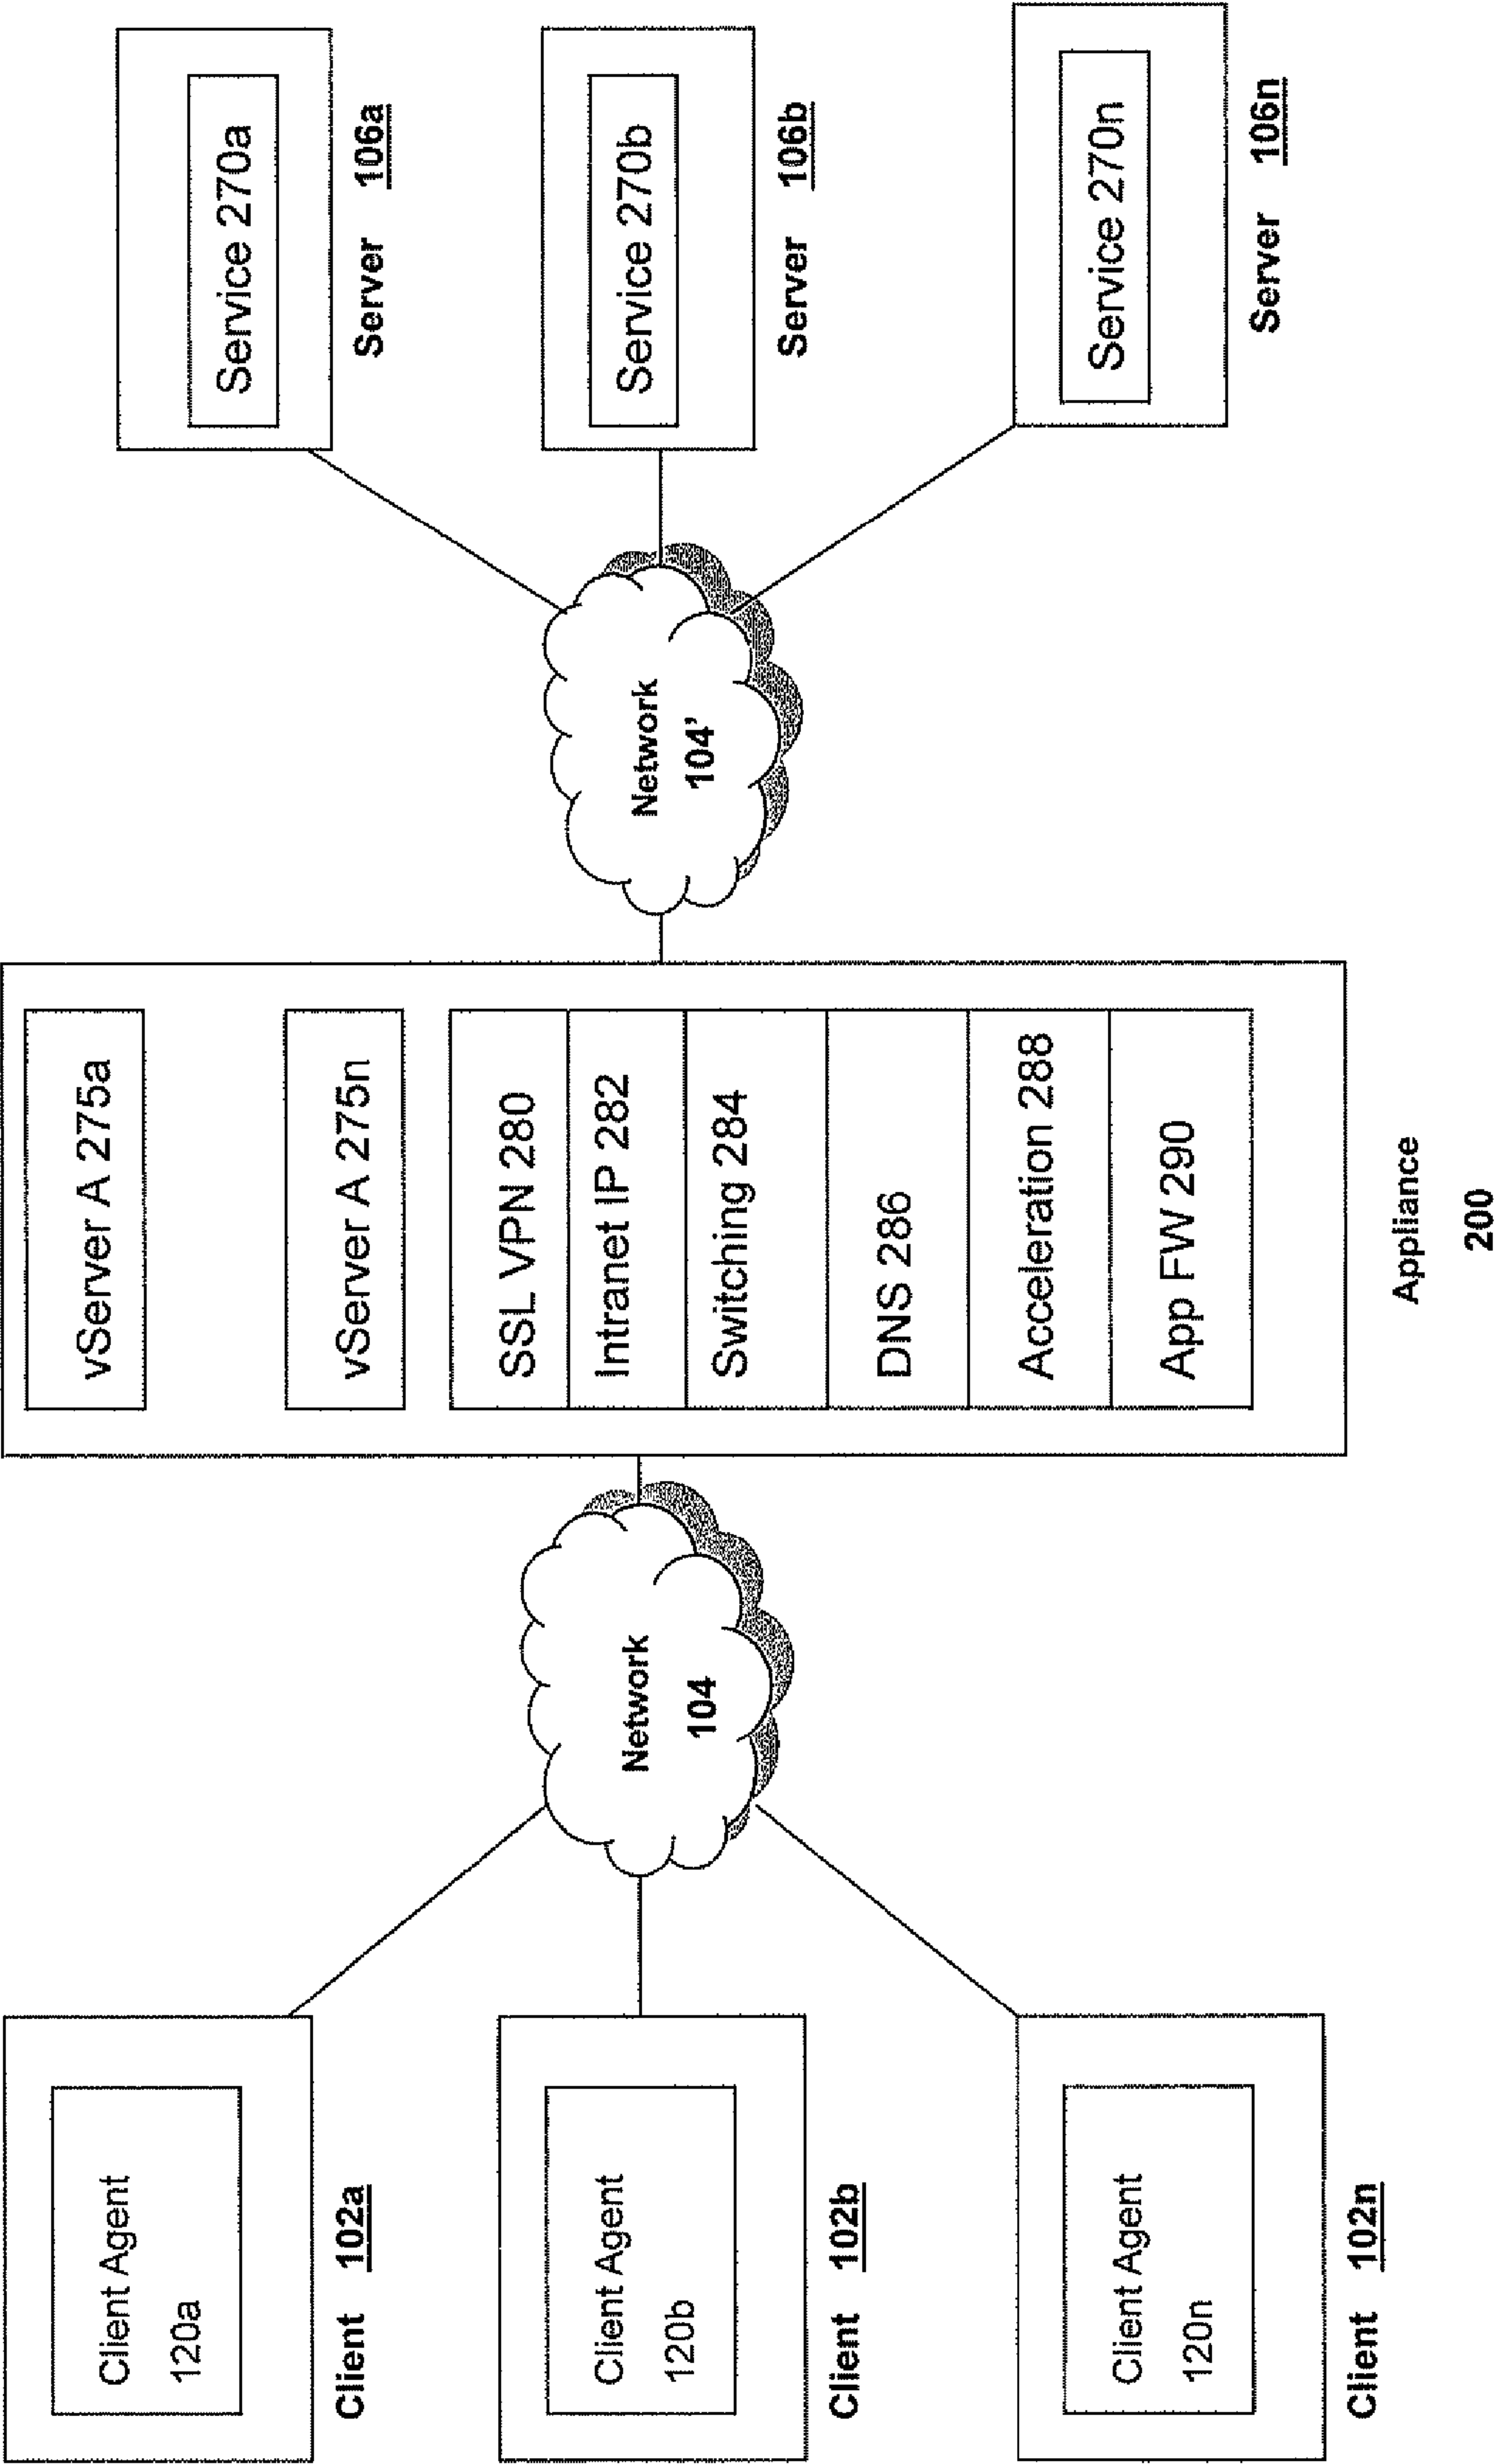 Client Agent
120a
Client 102a
Client Agent
120b
Client 102b
Client Agent
120n
Client 102n
Network
104
vServer A 275a
vServer A 275n
SSL VPN 280
Intranet IP 282
Switching 284
DNS 286
Acceleration 288
App FW 290
Appliance
200
Network
104'
Service 270a
Server 106a
Service 270b
Server 106b
Service 270n
Server 106n